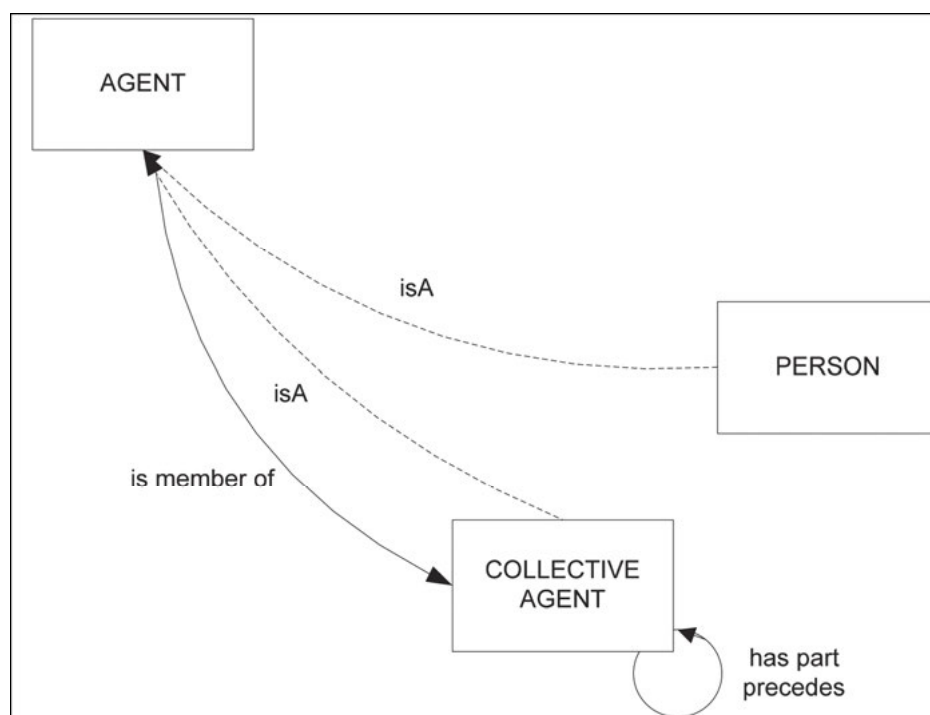 AGENT
isA
PERSON
isA
is member of
COLLECTIVE
AGENT
has part
precedes